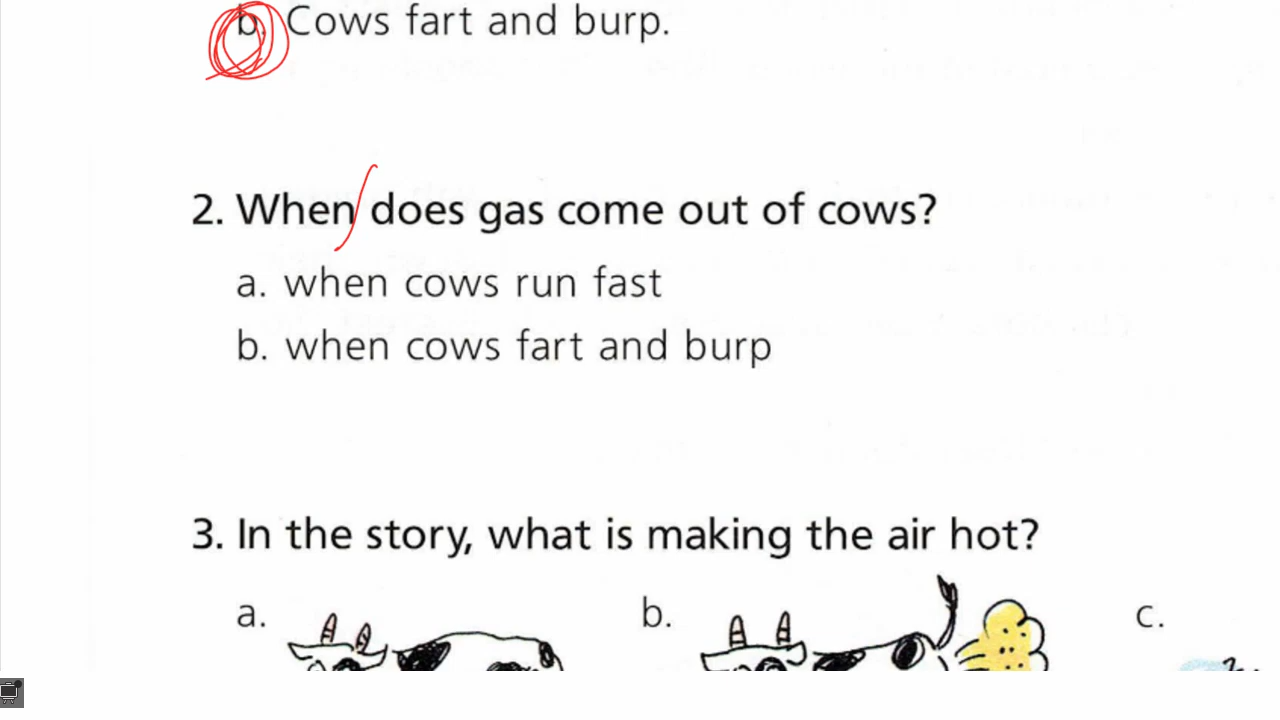 b. Cows fart and burp.
2. When does gas come out of cows?
a. when cows run fast
b. when cows fart and burp
3. In the story, what is making the air hot?
a. b. c.